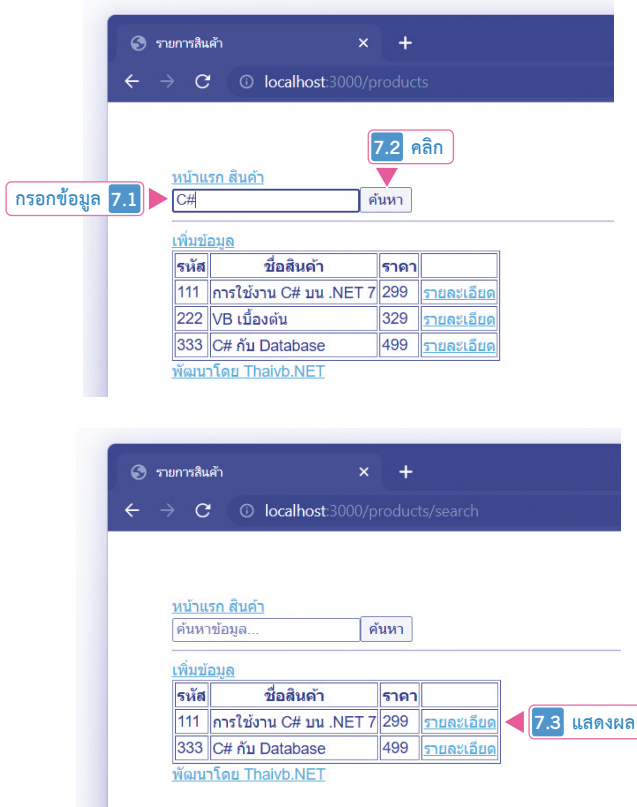 รายการสินค้า
localhost:3000/products
7.2 คลิก
หน้าแรก สินค้า
กรอกข้อมูล 7.1
C#
ค้นหา
เพิ่มข้อมูล
รหัส ชื่อสินค้า ราคา
111 การใช้งาน C# บน .NET 7 299 รายละเอียด
222 VB เบื้องต้น 329 รายละเอียด
333 C# กับ Database 499 รายละเอียด
พัฒนาโดย Thaivb.NET
รายการสินค้า
localhost:3000/products/search
หน้าแรก สินค้า
ค้นหาข้อมูล... ค้นหา
เพิ่มข้อมูล
รหัส ชื่อสินค้า ราคา
111 การใช้งาน C# บน .NET 7 299 รายละเอียด 7.3 แสดงผล
333 C# กับ Database 499 รายละเอียด
พัฒนาโดย Thaivb.NET